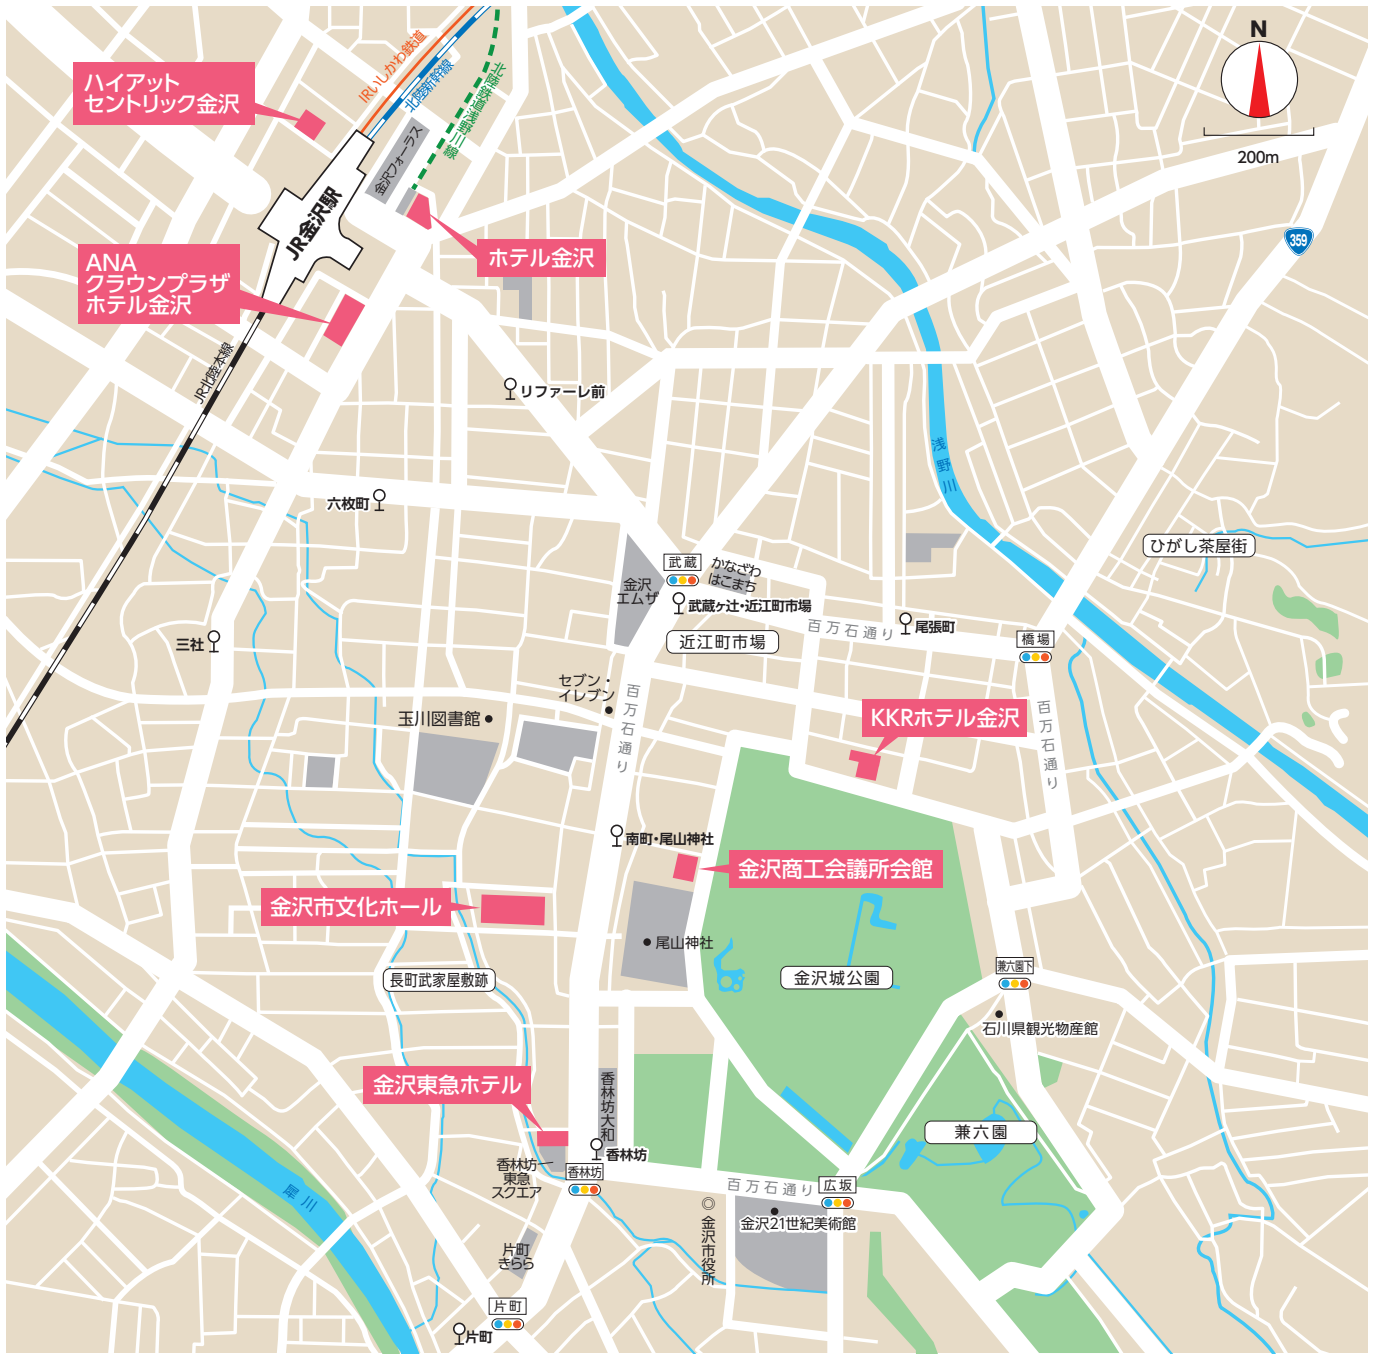 N
200m
359
IRいしかわ鉄道
北陸新幹線
北陸鉄道浅野川線
ハイアット
セントリック金沢
金沢フォーラス
JR金沢駅
ホテル金沢
ANA
クラウンプラザ
ホテル金沢
JR北陸本線
リファーレ前
六枚町
浅野川
ひがし茶屋街
武蔵
かなざわ
はこまち
金沢
エムザ
武蔵ヶ辻・近江町市場
近江町市場
百万石通り
尾張町
橋場
三社
セブン・
イレブン
百万石通り
玉川図書館
KKRホテル金沢
百万石通り
南町・尾山神社
金沢商工会議所会館
金沢市文化ホール
尾山神社
長町武家屋敷跡
金沢城公園
兼六園下
石川県観光物産館
金沢東急ホテル
香林坊大和
兼六園
香林坊
香林坊
東急
スクエア
香林坊
百万石通り
広坂
金沢21世紀美術館
金沢市役所
犀川
片町
きらら
片町
片町